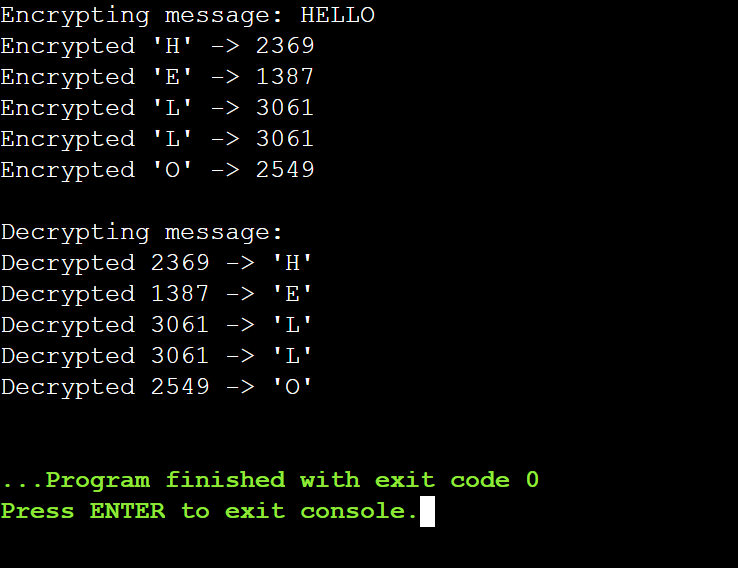 Encrypting message: HELLO
Encrypted 'H' -> 2369
Encrypted 'E' -> 1387
Encrypted 'L' -> 3061
Encrypted 'L' -> 3061
Encrypted 'O' -> 2549
Decrypting message:
Decrypted 2369 -> 'H'
Decrypted 1387 -> 'E'
Decrypted 3061 -> 'L'
Decrypted 3061 -> 'L'
Decrypted 2549 -> 'O'
...Program finished with exit code 0
Press ENTER to exit console.